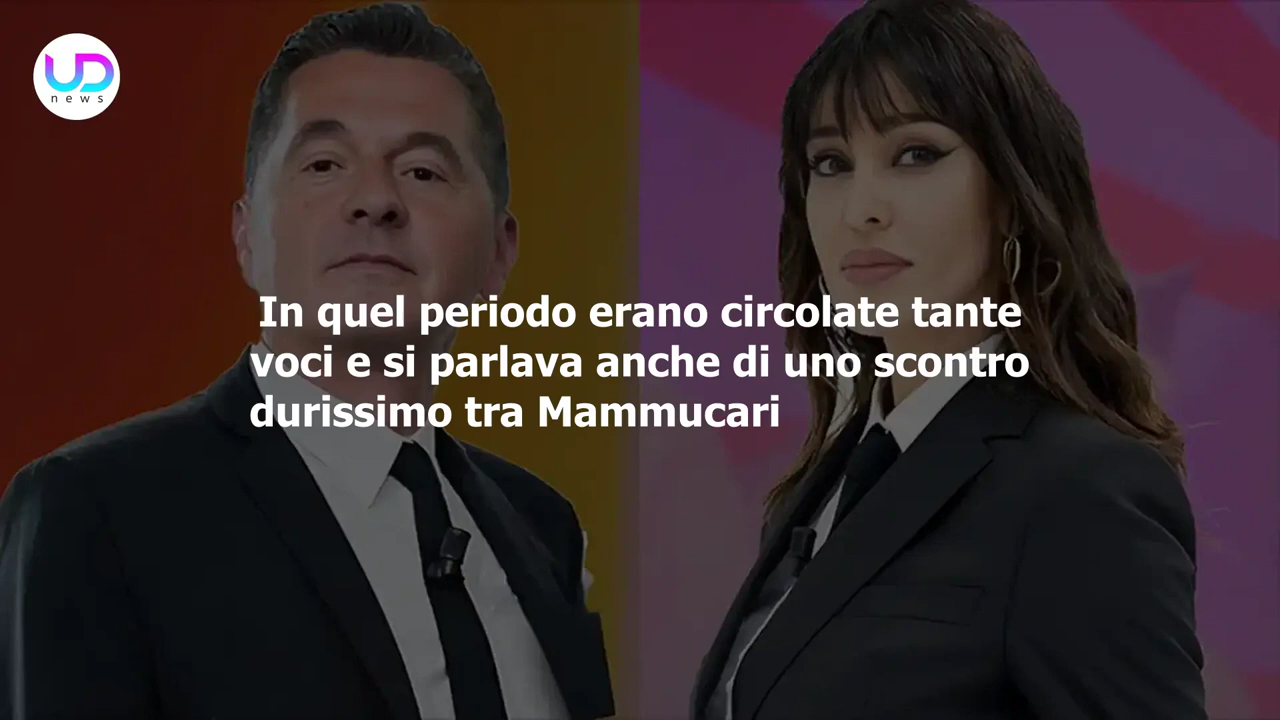 UD
news
In quel periodo erano circolate tante
voci e si parlava anche di uno scontro
durissimo tra Mammucari